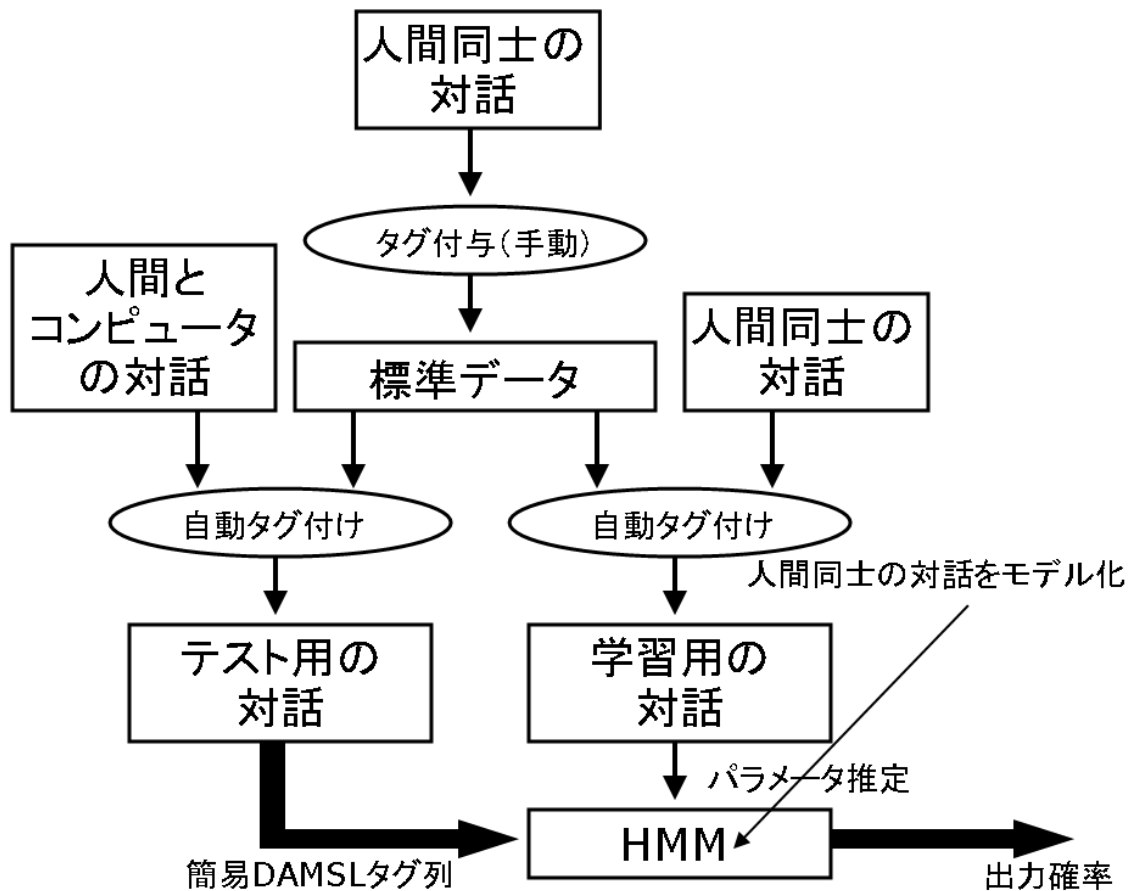 人間同士の
対話
タグ付与(手動)
人間と
コンピュータ
の対話
標準データ
人間同士の
対話
自動タグ付け
自動タグ付け
人間同士の対話をモデル化
テスト用の
対話
学習用の
対話
パラメータ推定
HMM
簡易DAMSLタグ列
出力確率